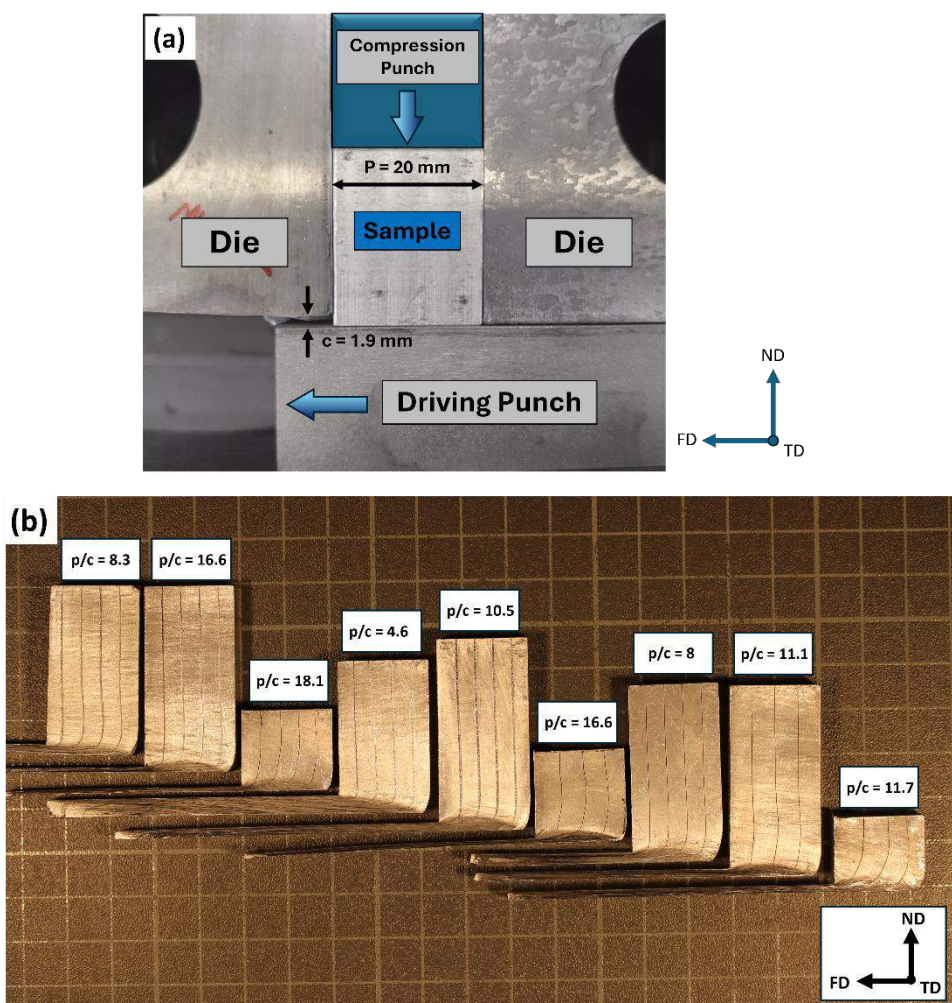 (a)
Compression
Punch
P = 20 mm
Die
Sample
Die
c = 1.9 mm
Driving Punch
ND
FD
TD
(b)
p/c = 8.3
p/c = 16.6
p/c = 18.1
p/c = 4.6
p/c = 10.5
p/c = 16.6
p/c = 8
p/c = 11.1
p/c = 11.7
ND
FD
TD